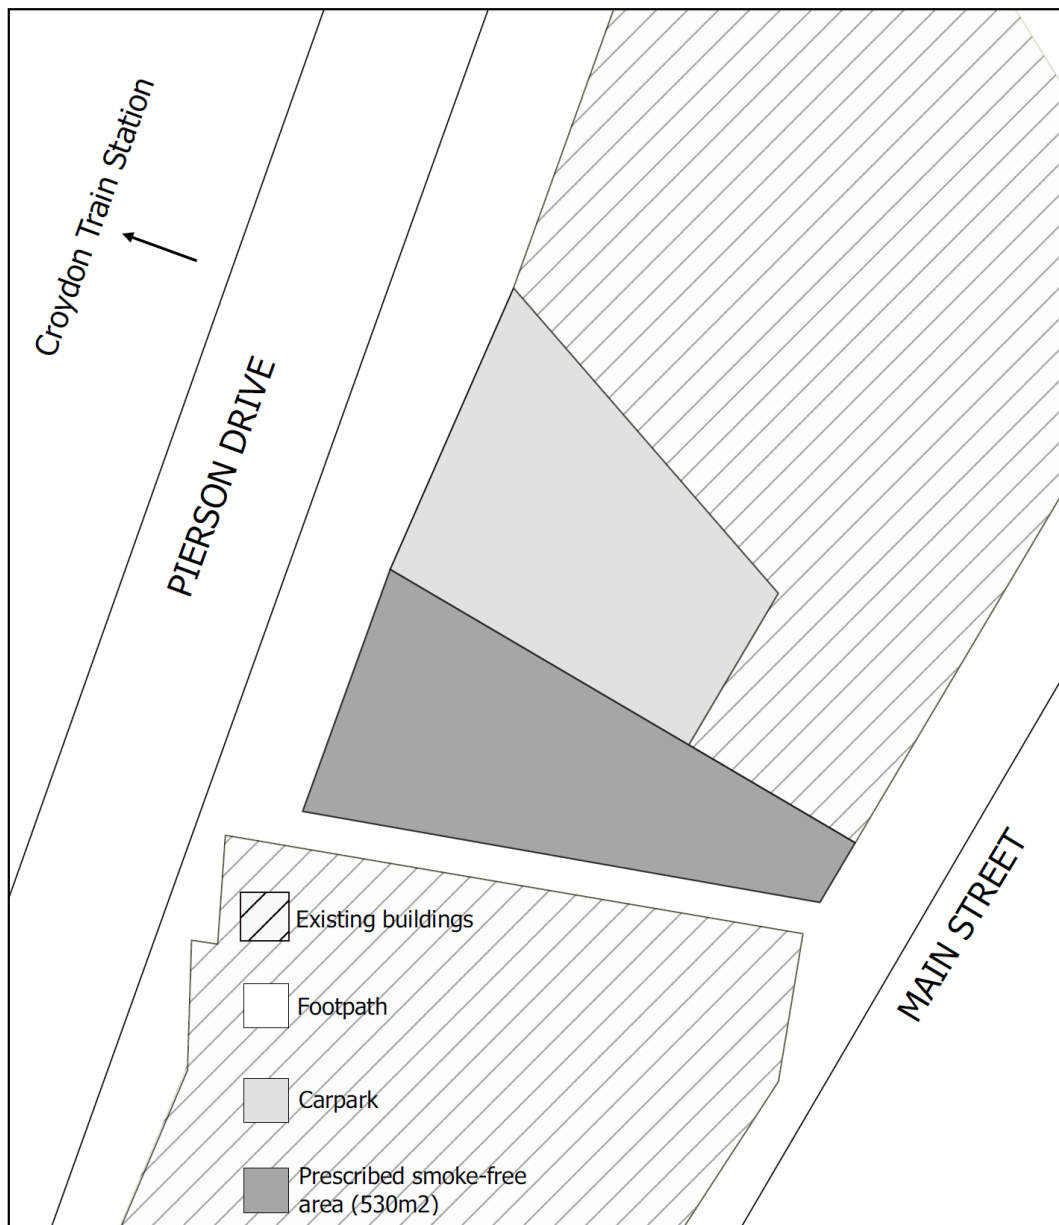 Croydon Train Station
PIERSON DRIVE
MAIN STREET
Existing buildings
Footpath
Carpark
Prescribed smoke-free
area (530m2)